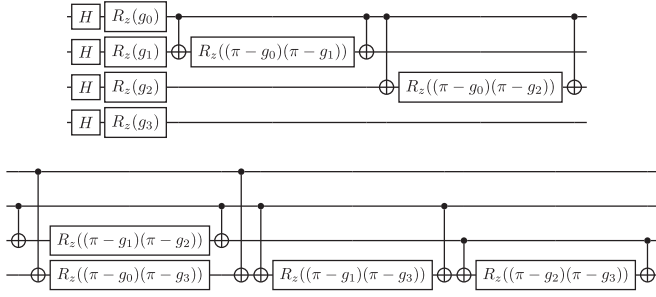 H R_z(g_0)
H R_z(g_1) R_z((π − g_0)(π − g_1))
H R_z(g_2) R_z((π − g_0)(π − g_2))
H R_z(g_3)
R_z((π − g_1)(π − g_2))
R_z((π − g_0)(π − g_3)) R_z((π − g_1)(π − g_3)) R_z((π − g_2)(π − g_3))